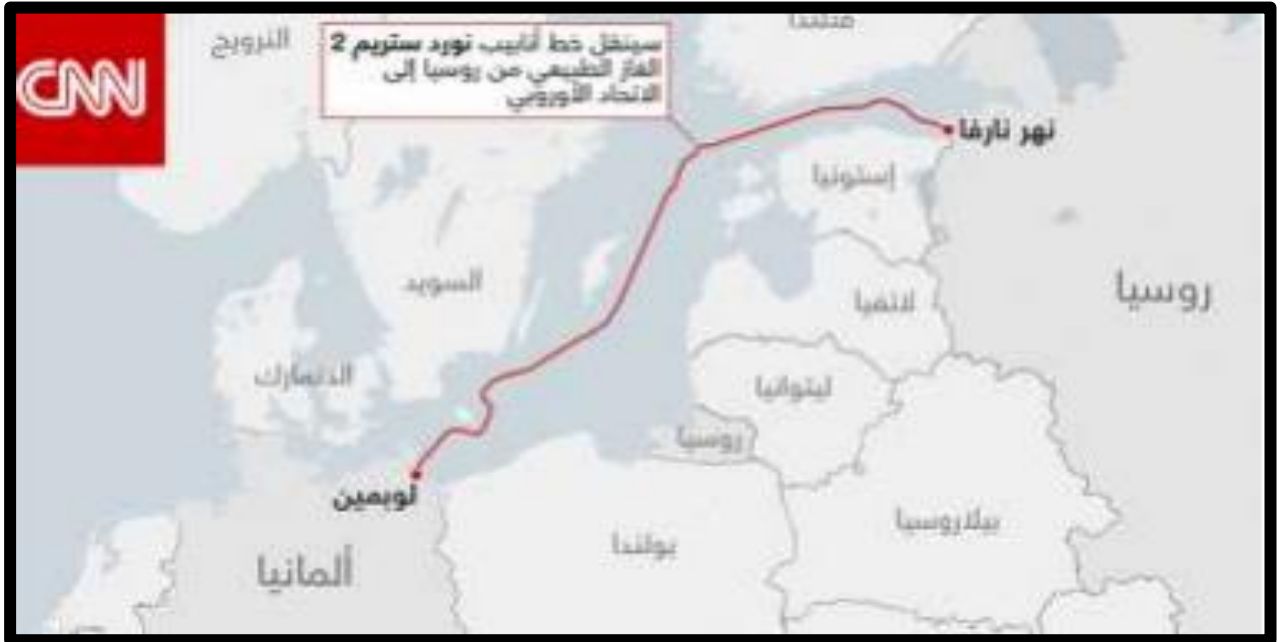 CNN
النرويج
فنلندا
سينقل خط أنابيب نورد ستريم 2
الغاز الطبيعي من روسيا إلى
الاتحاد الأوروبي
نهر نارفا
إستونيا
السويد
روسيا
لاتفيا
الدنمارك
ليتوانيا
روسيا
لوبمين
بيلاروسيا
بولندا
ألمانيا